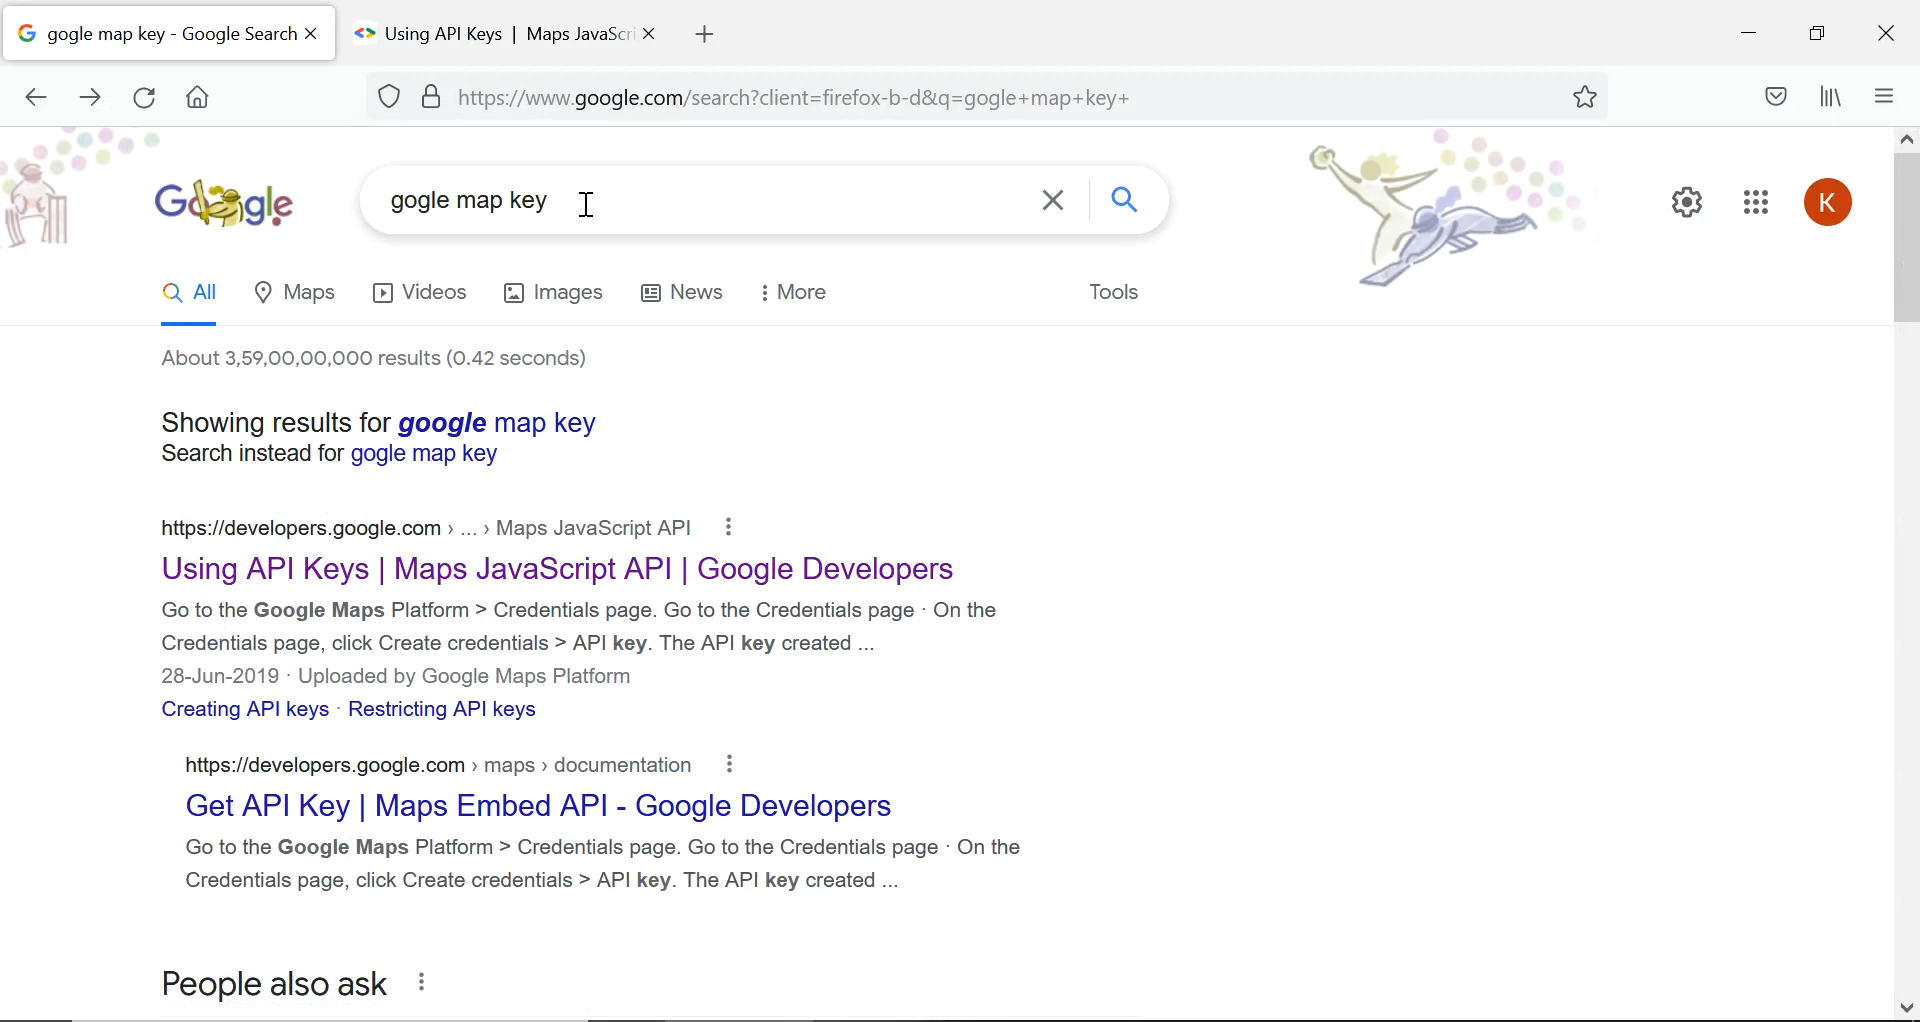 gogle map key - Google Search
Using API Keys | Maps JavaScri
https://www.google.com/search?client=firefox-b-d&q=gogle+map+key+
Google
gogle map key
K
All
Maps
Videos
Images
News
More
Tools
About 3,59,00,00,000 results (0.42 seconds)
Showing results for google map key
Search instead for gogle map key
https://developers.google.com › ... › Maps JavaScript API
Using API Keys | Maps JavaScript API | Google Developers
Go to the Google Maps Platform > Credentials page. Go to the Credentials page · On the
Credentials page, click Create credentials > API key. The API key created ...
28-Jun-2019 · Uploaded by Google Maps Platform
Creating API keys · Restricting API keys
https://developers.google.com › maps › documentation
Get API Key | Maps Embed API - Google Developers
Go to the Google Maps Platform > Credentials page. Go to the Credentials page · On the
Credentials page, click Create credentials > API key. The API key created ...
People also ask